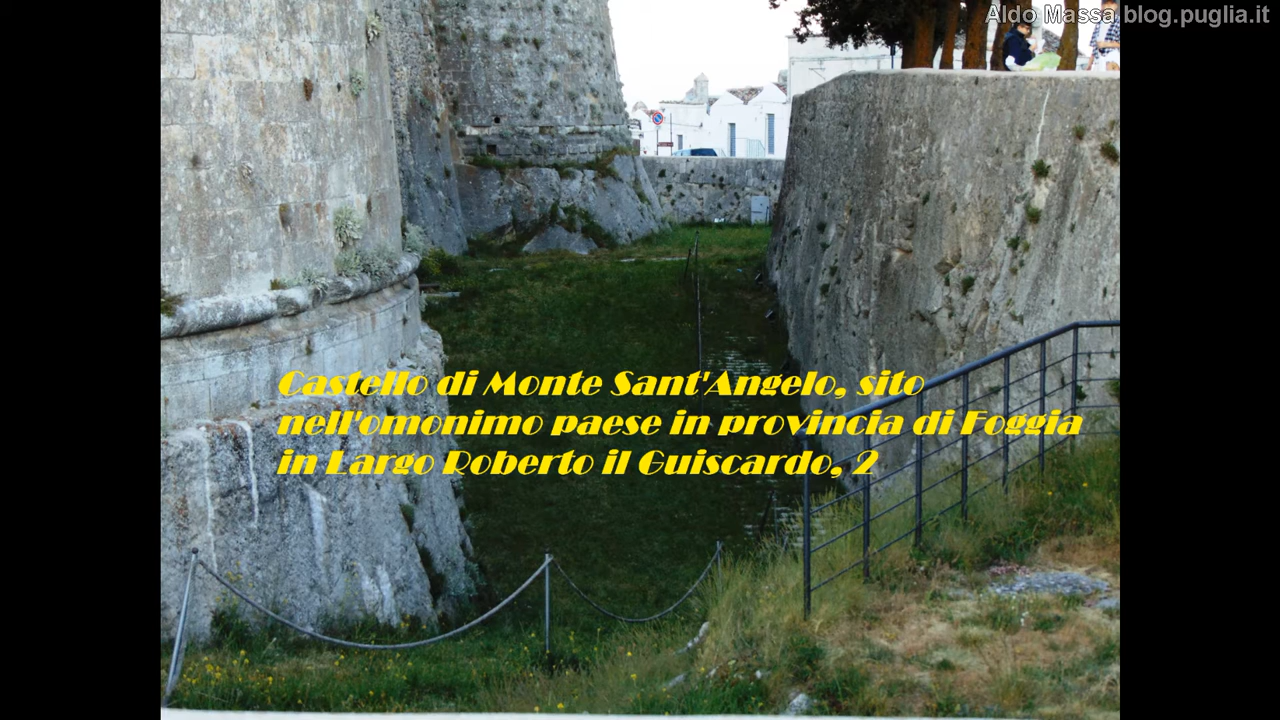 Aldo Massa blog.puglia.it
Castello di Monte Sant'Angelo, sito
nell'omonimo paese in provincia di Foggia
in Largo Roberto il Guiscardo, 2